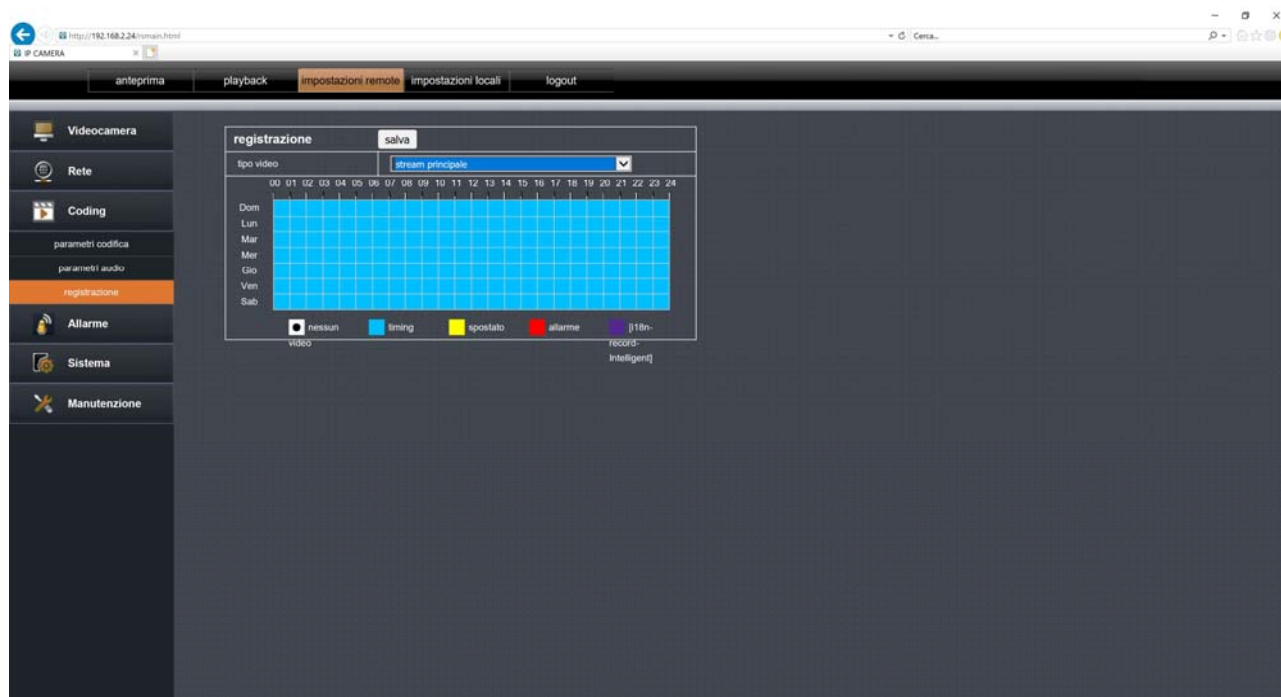 http://192.168.2.24/rsmain.html
Cerca...
IP CAMERA
anteprima playback impostazioni remote impostazioni locali logout
Videocamera
Rete
Coding
parametri codifica
parametri audio
registrazione
Allarme
Sistema
Manutenzione
registrazione salva
tipo video stream principale
00 01 02 03 04 05 06 07 08 09 10 11 12 13 14 15 16 17 18 19 20 21 22 23 24
Dom
Lun
Mar
Mer
Gio
Ven
Sab
nessun video
timing
spostato
allarme
[i18n-
record-
Intelligent]